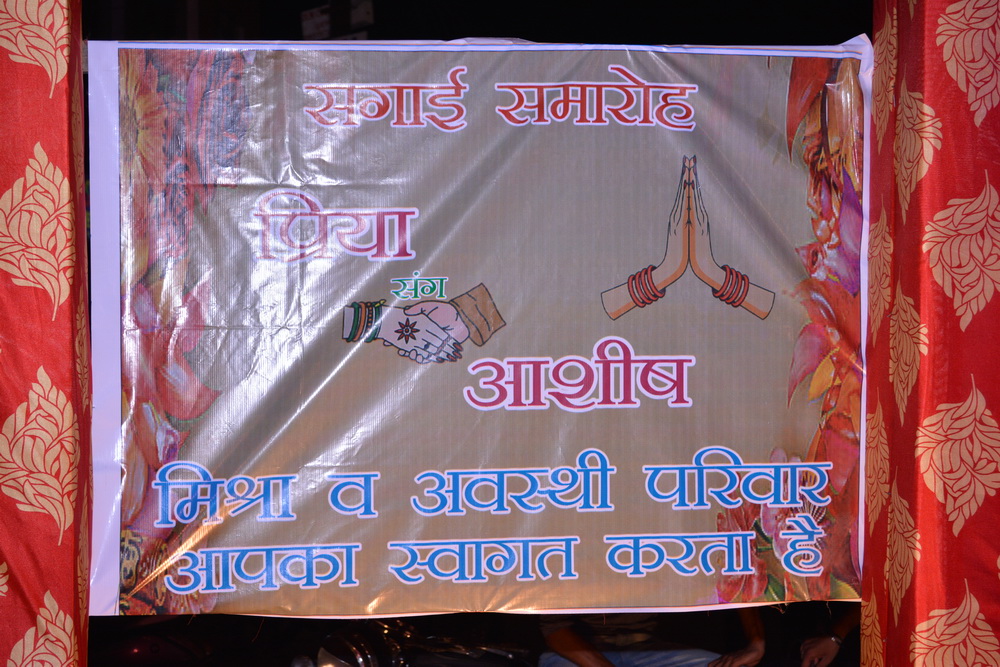 सगाई समारोह
प्रिया
संग
आशीष
मिश्रा व अवस्थी परिवार
आपका स्वागत करता है